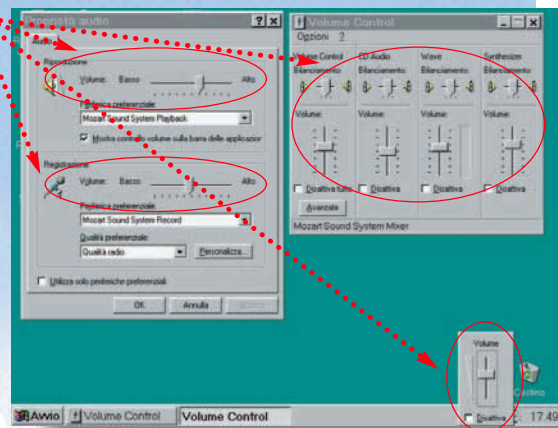 Proprietà audio
Audio
Riproduzione
Volume: Basso Alto
Periferica preferenziale:
Mozart Sound System Playback
Mostra controllo volume sulla barra delle applicazior
Registrazione
Volume: Basso Alto
Periferica preferenziale:
Mozart Sound System Record
Qualità preferenziale:
Qualità radio Personalizza...
Utilizza solo periferiche preferenziali
OK Annulla
Volume Control
Opzioni ?
Volume Control CD Audio Wave Synthesizer
Bilanciamento: Bilanciamento: Bilanciamento: Bilanciamento:
Volume: Volume: Volume: Volume:
Disattiva tutto Disattiva Disattiva Disattiva
Avanzate
Mozart Sound System Mixer
Volume
Disattiva
Cestino
Avvio Volume Control Volume Control 17.49